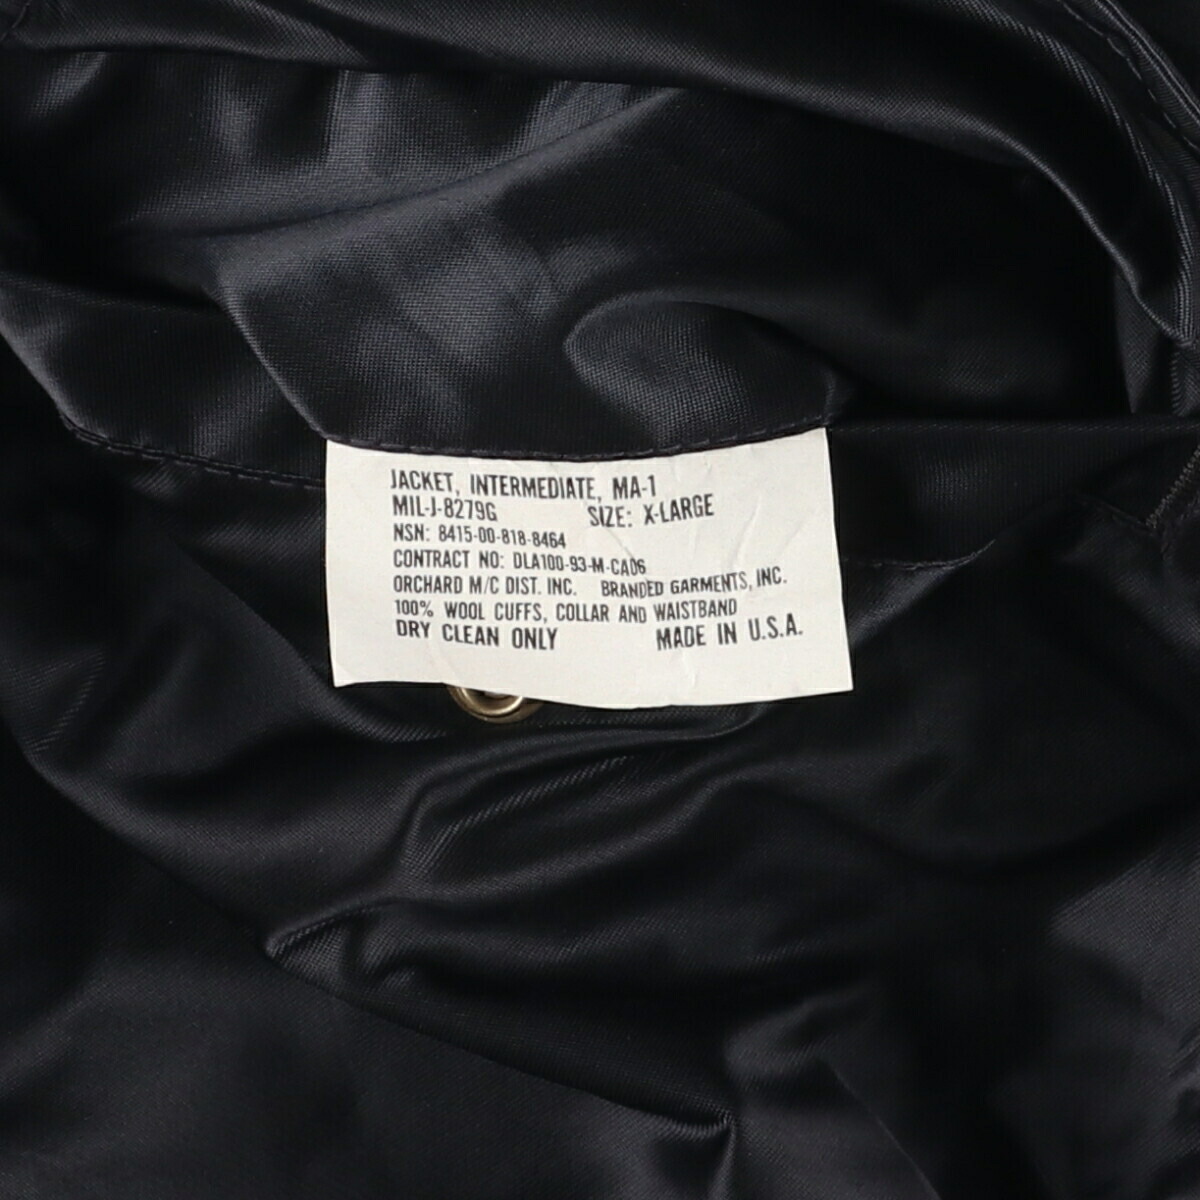 JACKET, INTERMEDIATE, MA-1
MIL-J-8279G SIZE: X-LARGE
NSN: 8415-00-818-8464
CONTRACT NO: DLA100-93-M-CA06
ORCHARD M/C DIST. INC. BRANDED GARMENTS, INC.
100% WOOL CUFFS, COLLAR AND WAISTBAND
DRY CLEAN ONLY MADE IN U.S.A.